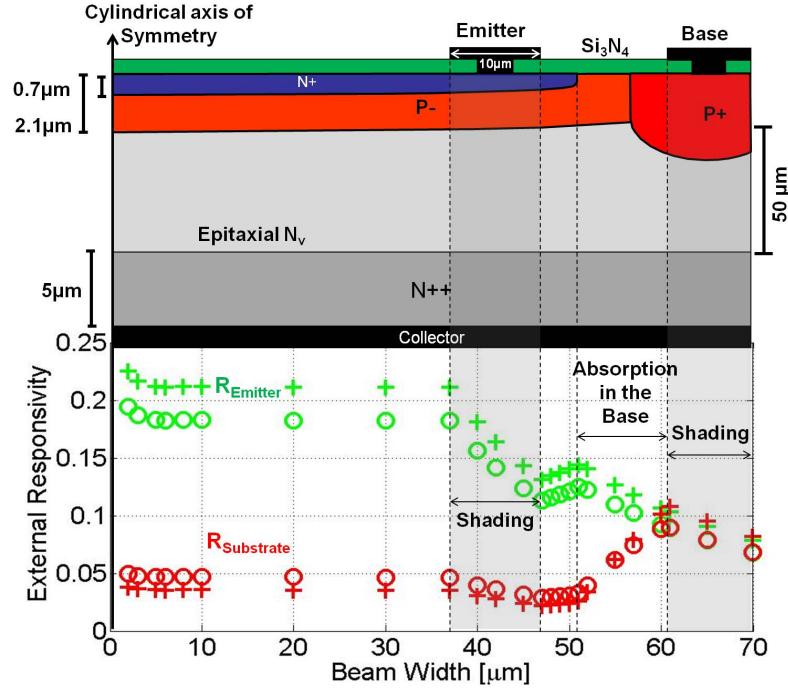 Cylindrical axis of
Symmetry
Emitter
Si3N4
Base
10μm
0.7μm
N+
2.1μm
P-
P+
50 μm
Epitaxial Nv
5μm
N++
Collector
0.25
0.2
0.15
0.1
0.05
0
External Responsivity
REmitter
RSubstrate
Shading
Absorption
in the
Base
Shading
0 10 20 30 40 50 60 70
Beam Width [μm]